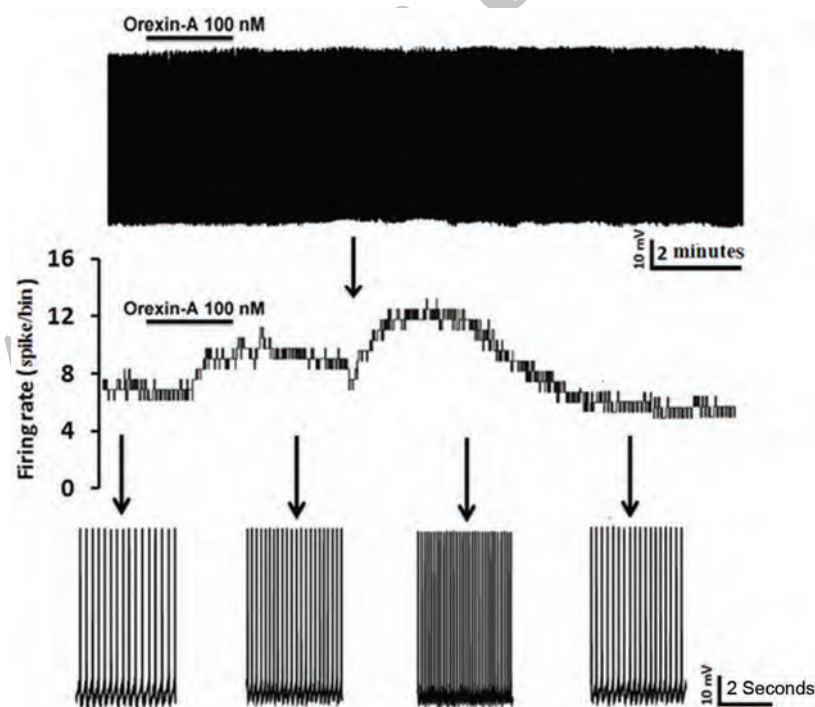 Orexin-A 100 nM
10 mV
2 minutes
Firing rate (spike/bin)
16
12
8
4
0
Orexin-A 100 nM
10 mV
2 Seconds